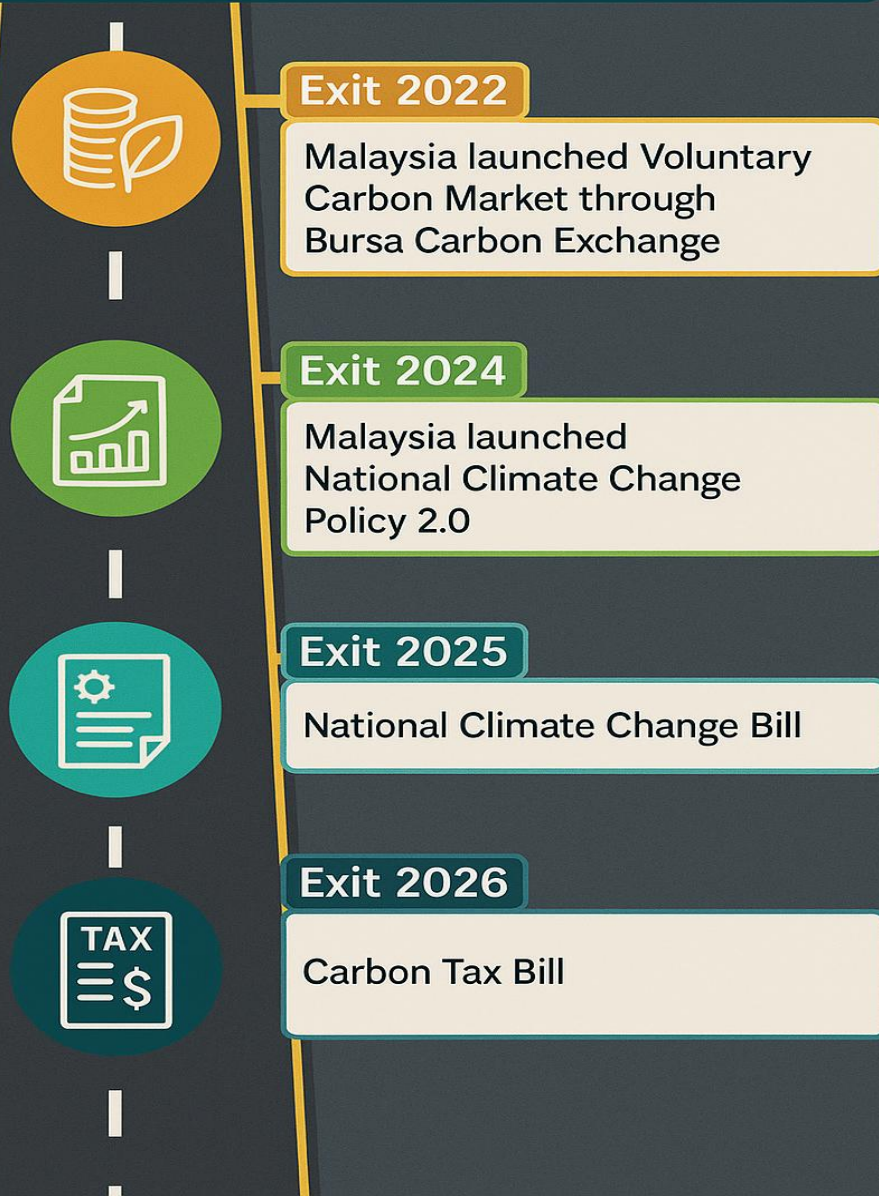 Exit 2022
Malaysia launched Voluntary
Carbon Market through
Bursa Carbon Exchange
Exit 2024
Malaysia launched
National Climate Change
Policy 2.0
Exit 2025
National Climate Change Bill
Exit 2026
TAX
$
Carbon Tax Bill